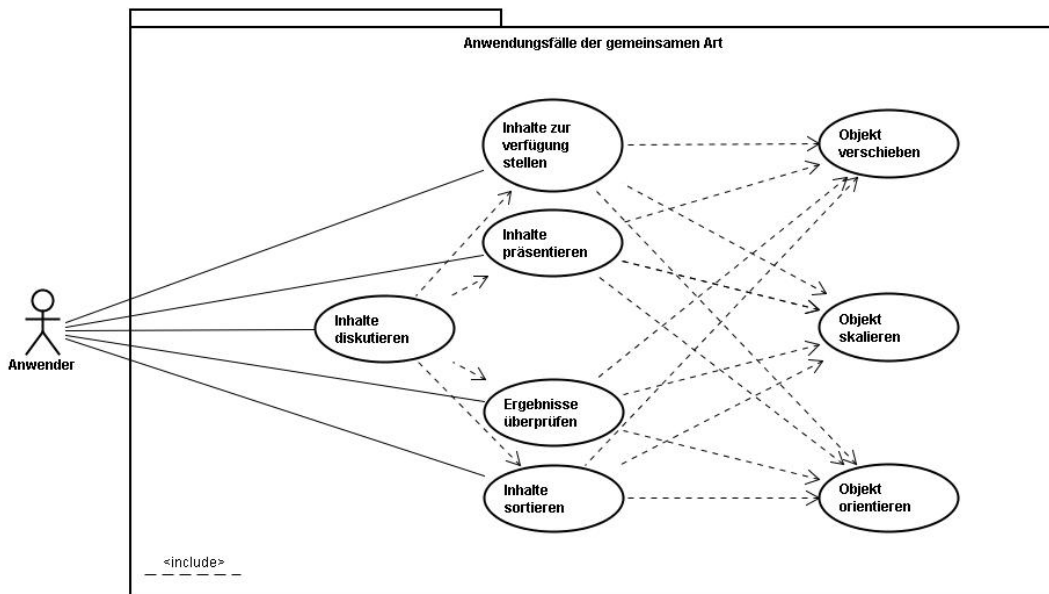 Anwendungsfälle der gemeinsamen Art
Inhalte zur
verfügung
stellen
Objekt
verschieben
Inhalte
präsentieren
Inhalte
diskutieren
Objekt
skalieren
Anwender
Ergebnisse
überprüfen
Inhalte
sortieren
Objekt
orientieren
<include>